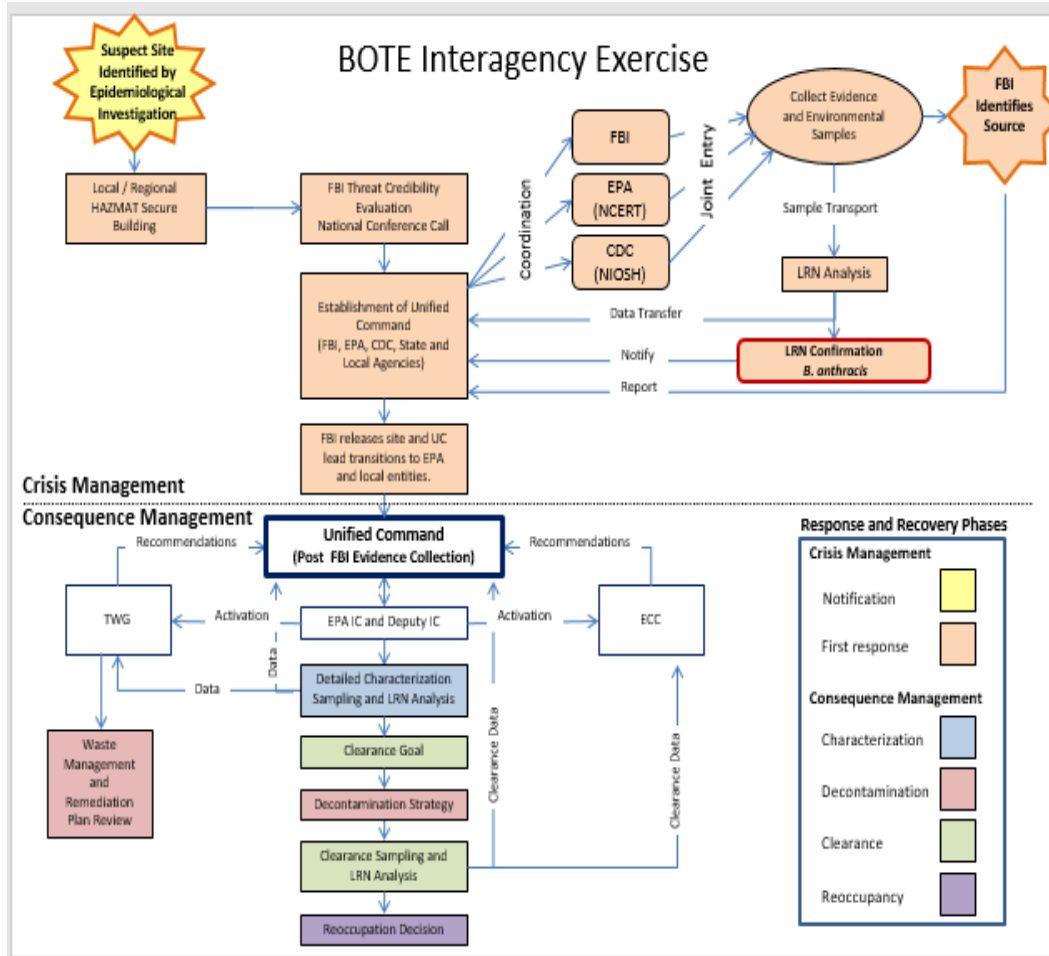 BOTE Interagency Exercise
Suspect Site
Identified by
Epidemiological
Investigation
Local / Regional
HAZMAT Secure
Building
FBI Threat Credibility
Evaluation
National Conference Call
Coordination
FBI
EPA
(NCERT)
CDC
(NIOSH)
Joint Entry
Collect Evidence
and Environmental
Samples
FBI
Identifies
Source
Sample Transport
LRN Analysis
Establishment of Unified
Command
(FBI, EPA, CDC, State and
Local Agencies)
Data Transfer
Notify
LRN Confirmation
B. anthracis
Report
FBI releases site and UC
lead transitions to EPA
and local entities.
Crisis Management
Consequence Management
Unified Command
(Post FBI Evidence Collection)
Recommendations
Recommendations
TWG
Activation
EPA IC and Deputy IC
Activation
ECC
Data
Data
Detailed Characterization
Sampling and LRN Analysis
Clearance Goal
Clearance Data
Clearance Data
Waste
Management
and
Remediation
Plan Review
Decontamination Strategy
Clearance Sampling and
LRN Analysis
Reoccupation Decision
Response and Recovery Phases
Crisis Management
Notification
First response
Consequence Management
Characterization
Decontamination
Clearance
Reoccupancy